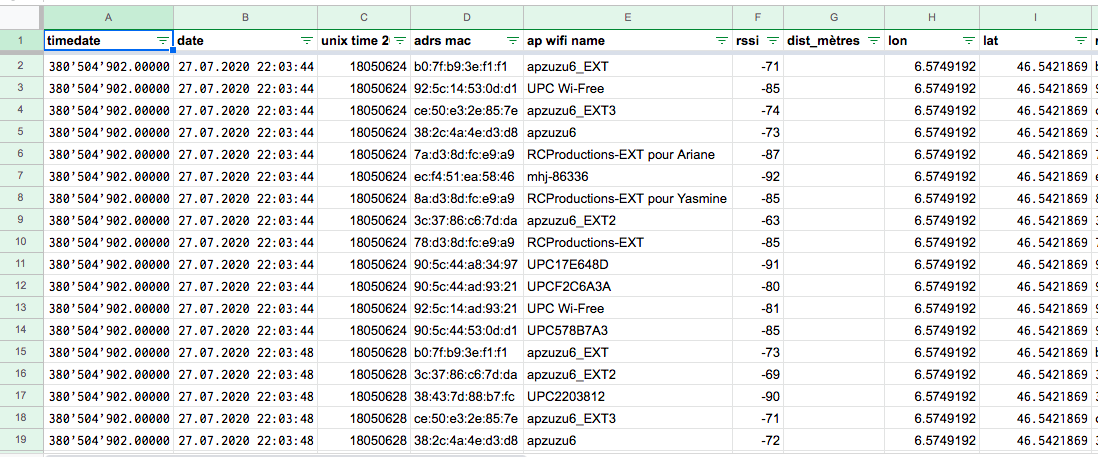 A B C D E F G H I
1 timedate date unix time 2 adrs mac ap wifi name rssi dist_mètres lon lat
2 380’504’902.00000 27.07.2020 22:03:44 18050624 b0:7f:b9:3e:f1:f1 apzuzu6_EXT -71 6.5749192 46.5421869
3 380’504’902.00000 27.07.2020 22:03:44 18050624 92:5c:14:53:0d:d1 UPC Wi-Free -85 6.5749192 46.5421869
4 380’504’902.00000 27.07.2020 22:03:44 18050624 ce:50:e3:2e:85:7e apzuzu6_EXT3 -74 6.5749192 46.5421869
5 380’504’902.00000 27.07.2020 22:03:44 18050624 38:2c:4a:4e:d3:d8 apzuzu6 -73 6.5749192 46.5421869
6 380’504’902.00000 27.07.2020 22:03:44 18050624 7a:d3:8d:fc:e9:a9 RCProductions-EXT pour Ariane -87 6.5749192 46.5421869
7 380’504’902.00000 27.07.2020 22:03:44 18050624 ec:f4:51:ea:58:46 mhj-86336 -92 6.5749192 46.5421869
8 380’504’902.00000 27.07.2020 22:03:44 18050624 8a:d3:8d:fc:e9:a9 RCProductions-EXT pour Yasmine -85 6.5749192 46.5421869
9 380’504’902.00000 27.07.2020 22:03:44 18050624 3c:37:86:c6:7d:da apzuzu6_EXT2 -63 6.5749192 46.5421869
10 380’504’902.00000 27.07.2020 22:03:44 18050624 78:d3:8d:fc:e9:a9 RCProductions-EXT -85 6.5749192 46.5421869
11 380’504’902.00000 27.07.2020 22:03:44 18050624 90:5c:44:a8:34:97 UPC17E648D -91 6.5749192 46.5421869
12 380’504’902.00000 27.07.2020 22:03:44 18050624 90:5c:44:ad:93:21 UPCF2C6A3A -80 6.5749192 46.5421869
13 380’504’902.00000 27.07.2020 22:03:44 18050624 92:5c:14:ad:93:21 UPC Wi-Free -81 6.5749192 46.5421869
14 380’504’902.00000 27.07.2020 22:03:44 18050624 90:5c:44:53:0d:d1 UPC578B7A3 -85 6.5749192 46.5421869
15 380’504’902.00000 27.07.2020 22:03:48 18050628 b0:7f:b9:3e:f1:f1 apzuzu6_EXT -73 6.5749192 46.5421869
16 380’504’902.00000 27.07.2020 22:03:48 18050628 3c:37:86:c6:7d:da apzuzu6_EXT2 -69 6.5749192 46.5421869
17 380’504’902.00000 27.07.2020 22:03:48 18050628 38:43:7d:88:b7:fc UPC2203812 -90 6.5749192 46.5421869
18 380’504’902.00000 27.07.2020 22:03:48 18050628 ce:50:e3:2e:85:7e apzuzu6_EXT3 -71 6.5749192 46.5421869
19 380’504’902.00000 27.07.2020 22:03:48 18050628 38:2c:4a:4e:d3:d8 apzuzu6 -72 6.5749192 46.5421869